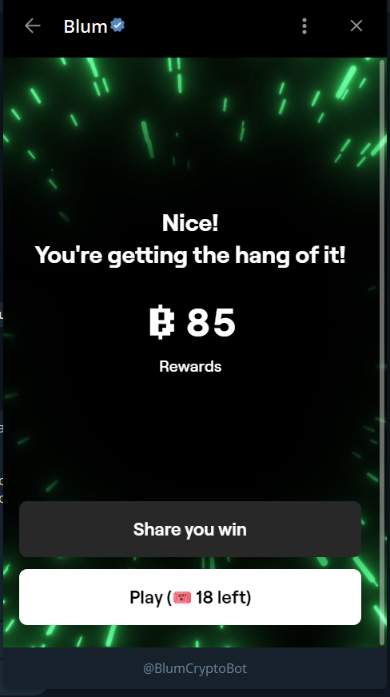 Blum
Nice!
You're getting the hang of it!
85
Rewards
Share you win
Play (🎟 18 left)
@BlumCryptoBot